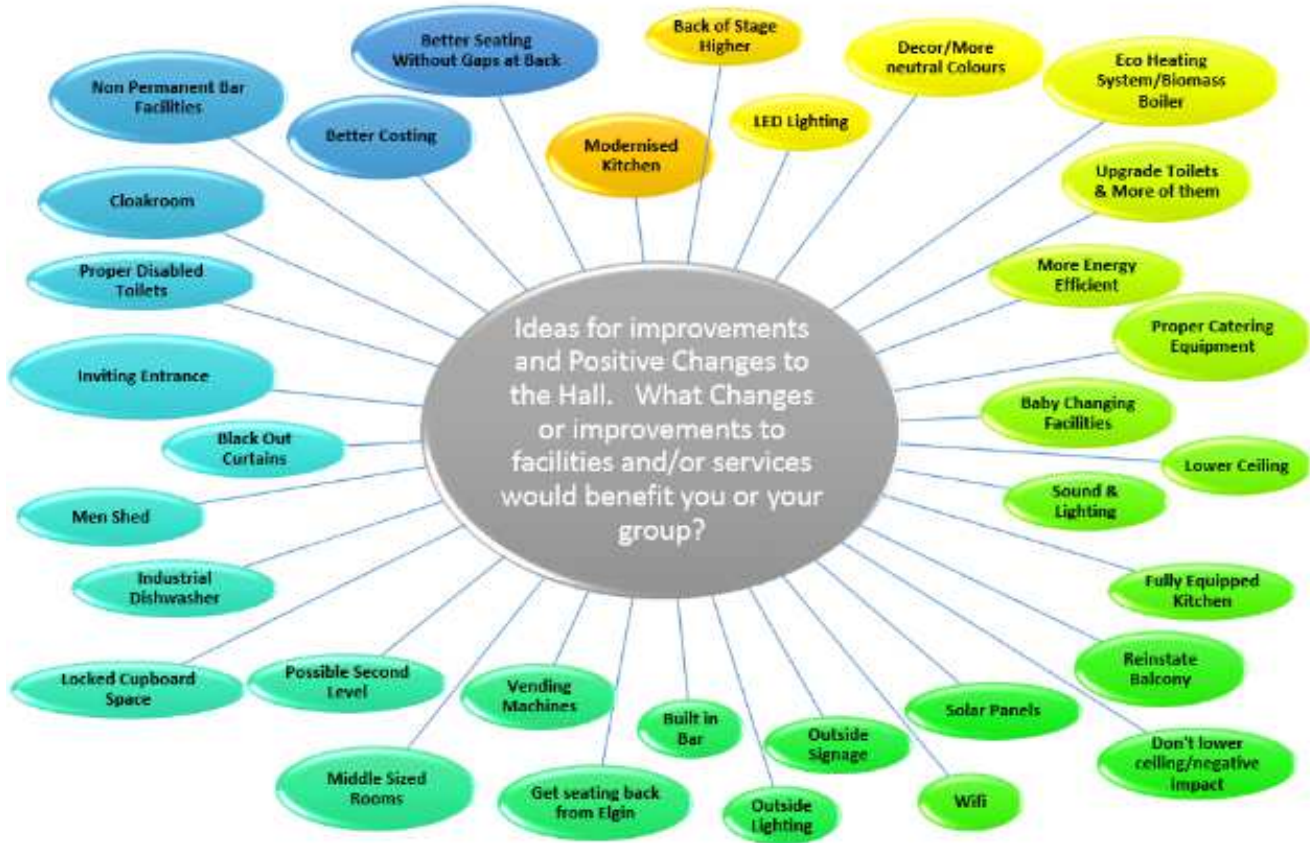 Better Seating
Without Gaps at Back
Back of Stage
Higher
Decor/More
neutral Colours
Eco Heating
System/Biomass
Boiler
Non Permanent Bar
Facilities
Better Costing
Modernised
Kitchen
LED Lighting
Upgrade Toilets
& More of them
Cloakroom
Proper Disabled
Toilets
More Energy
Efficient
Proper Catering
Equipment
Ideas for improvements
and Positive Changes to
the Hall.   What Changes
or improvements to
facilities and/or services
would benefit you or your
group?
Inviting Entrance
Baby Changing
Facilities
Black Out
Curtains
Lower Ceiling
Sound &
Lighting
Men Shed
Industrial
Dishwasher
Fully Equipped
Kitchen
Locked Cupboard
Space
Possible Second
Level
Vending
Machines
Built in
Bar
Outside
Signage
Solar Panels
Reinstate
Balcony
Middle Sized
Rooms
Get seating back
from Elgin
Outside
Lighting
Wifi
Don't lower
ceiling/negative
impact